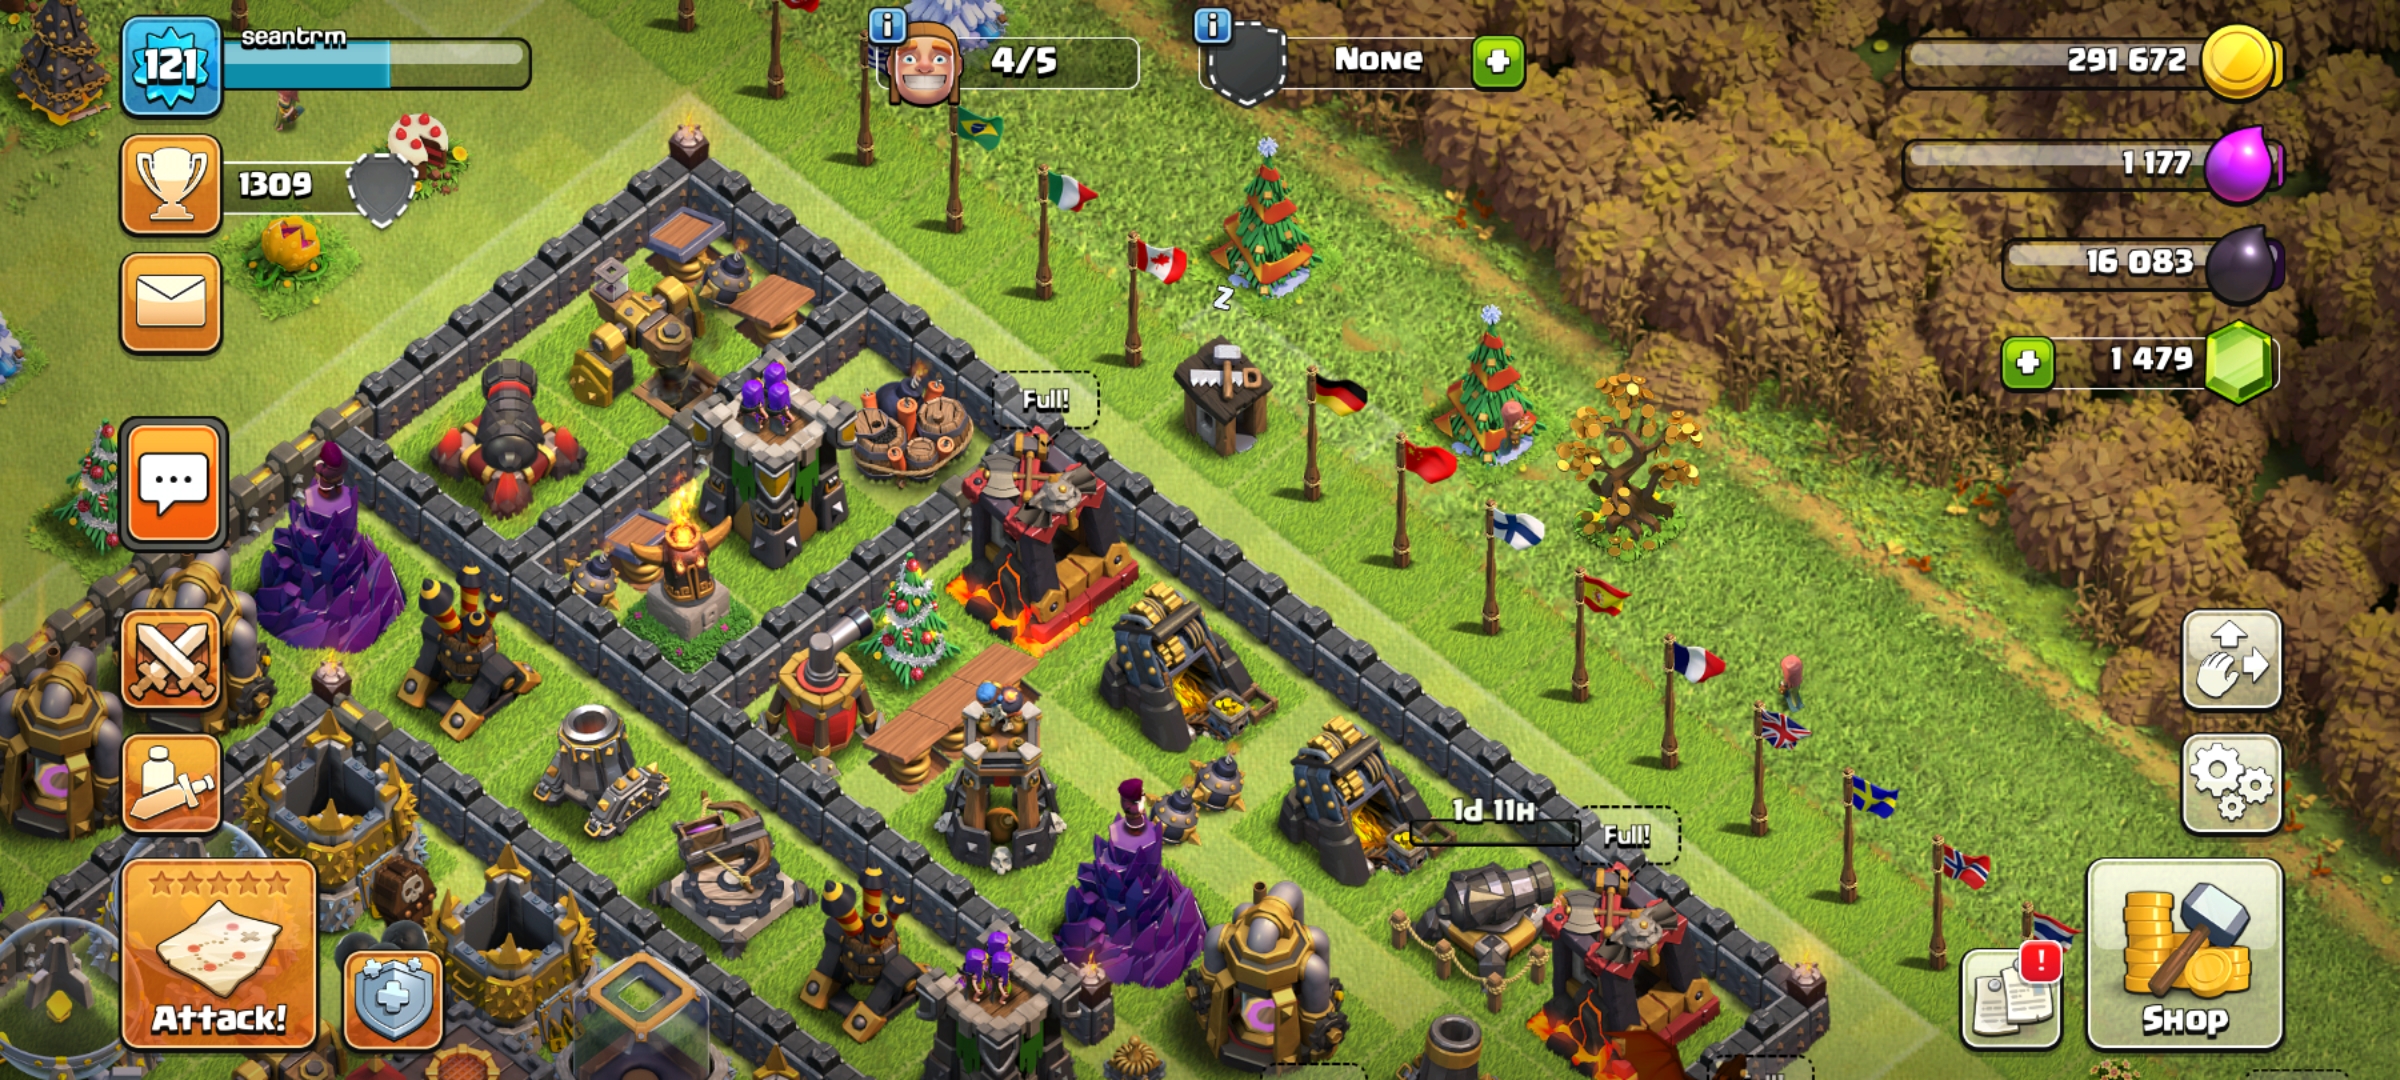 121
seantrm
4/5
None
291 672
1309
1 177
16 083
1 479
Z
Full!
1d 11H
Full!
Attack!
!
Shop